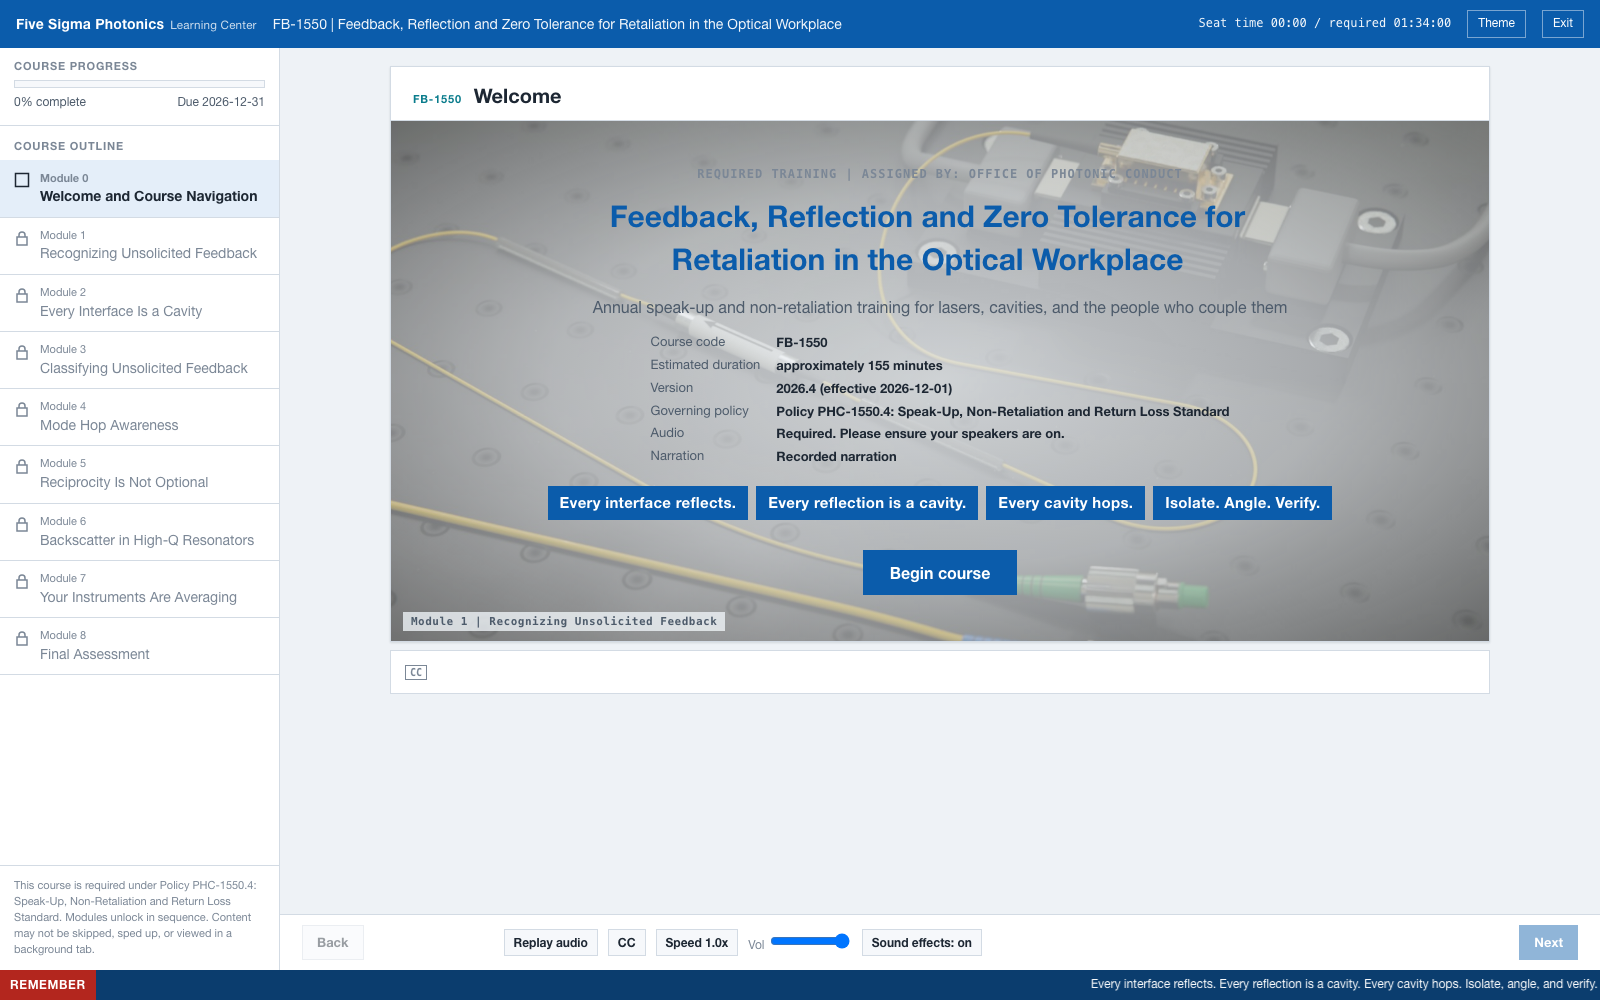 Five Sigma Photonics Learning Center FB-1550 | Feedback, Reflection and Zero Tolerance for Retaliation in the Optical Workplace Seat time 00:00 / required 01:34:00 Theme Exit
COURSE PROGRESS
0% complete Due 2026-12-31
COURSE OUTLINE
Module 0
Welcome and Course Navigation
Module 1
Recognizing Unsolicited Feedback
Module 2
Every Interface Is a Cavity
Module 3
Classifying Unsolicited Feedback
Module 4
Mode Hop Awareness
Module 5
Reciprocity Is Not Optional
Module 6
Backscatter in High-Q Resonators
Module 7
Your Instruments Are Averaging
Module 8
Final Assessment
This course is required under Policy PHC-1550.4:
Speak-Up, Non-Retaliation and Return Loss
Standard. Modules unlock in sequence. Content
may not be skipped, sped up, or viewed in a
background tab.
FB-1550 Welcome
REQUIRED TRAINING | ASSIGNED BY: OFFICE OF PHOTONIC CONDUCT
Feedback, Reflection and Zero Tolerance for
Retaliation in the Optical Workplace
Annual speak-up and non-retaliation training for lasers, cavities, and the people who couple them
Course code FB-1550
Estimated duration approximately 155 minutes
Version 2026.4 (effective 2026-12-01)
Governing policy Policy PHC-1550.4: Speak-Up, Non-Retaliation and Return Loss Standard
Audio Required. Please ensure your speakers are on.
Narration Recorded narration
Every interface reflects. Every reflection is a cavity. Every cavity hops. Isolate. Angle. Verify.
Begin course
Module 1 | Recognizing Unsolicited Feedback
CC
Back Replay audio CC Speed 1.0x Vol Sound effects: on Next
REMEMBER Every interface reflects. Every reflection is a cavity. Every cavity hops. Isolate, angle, and verify.